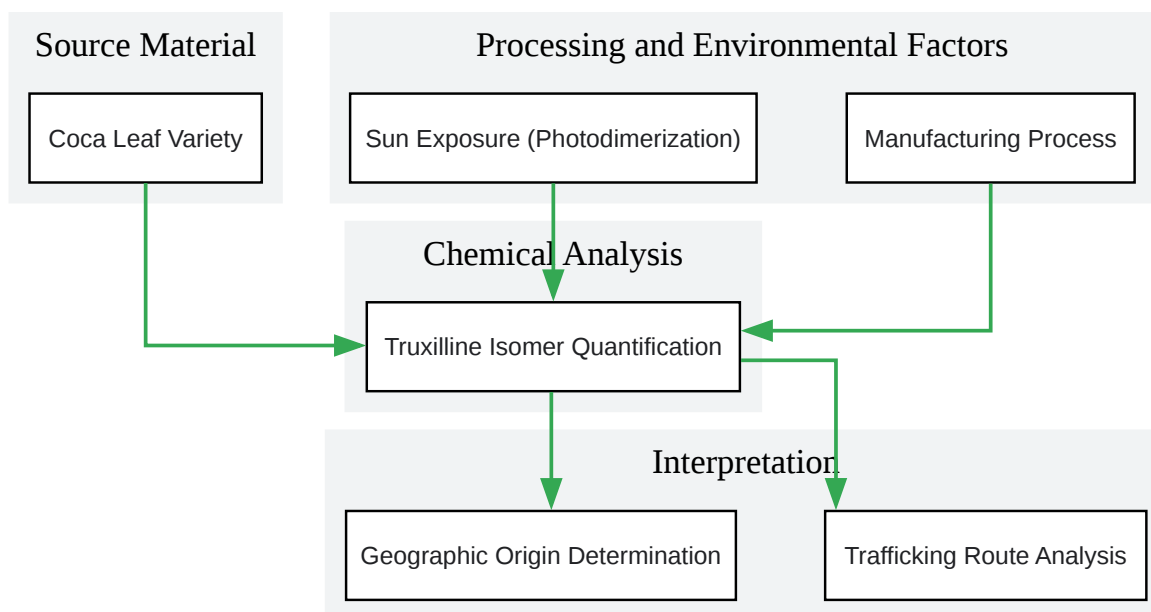 Source Material
Processing and Environmental Factors
Coca Leaf Variety
Sun Exposure (Photodimerization)
Manufacturing Process
Chemical Analysis
Truxilline Isomer Quantification
Interpretation
Geographic Origin Determination
Trafficking Route Analysis